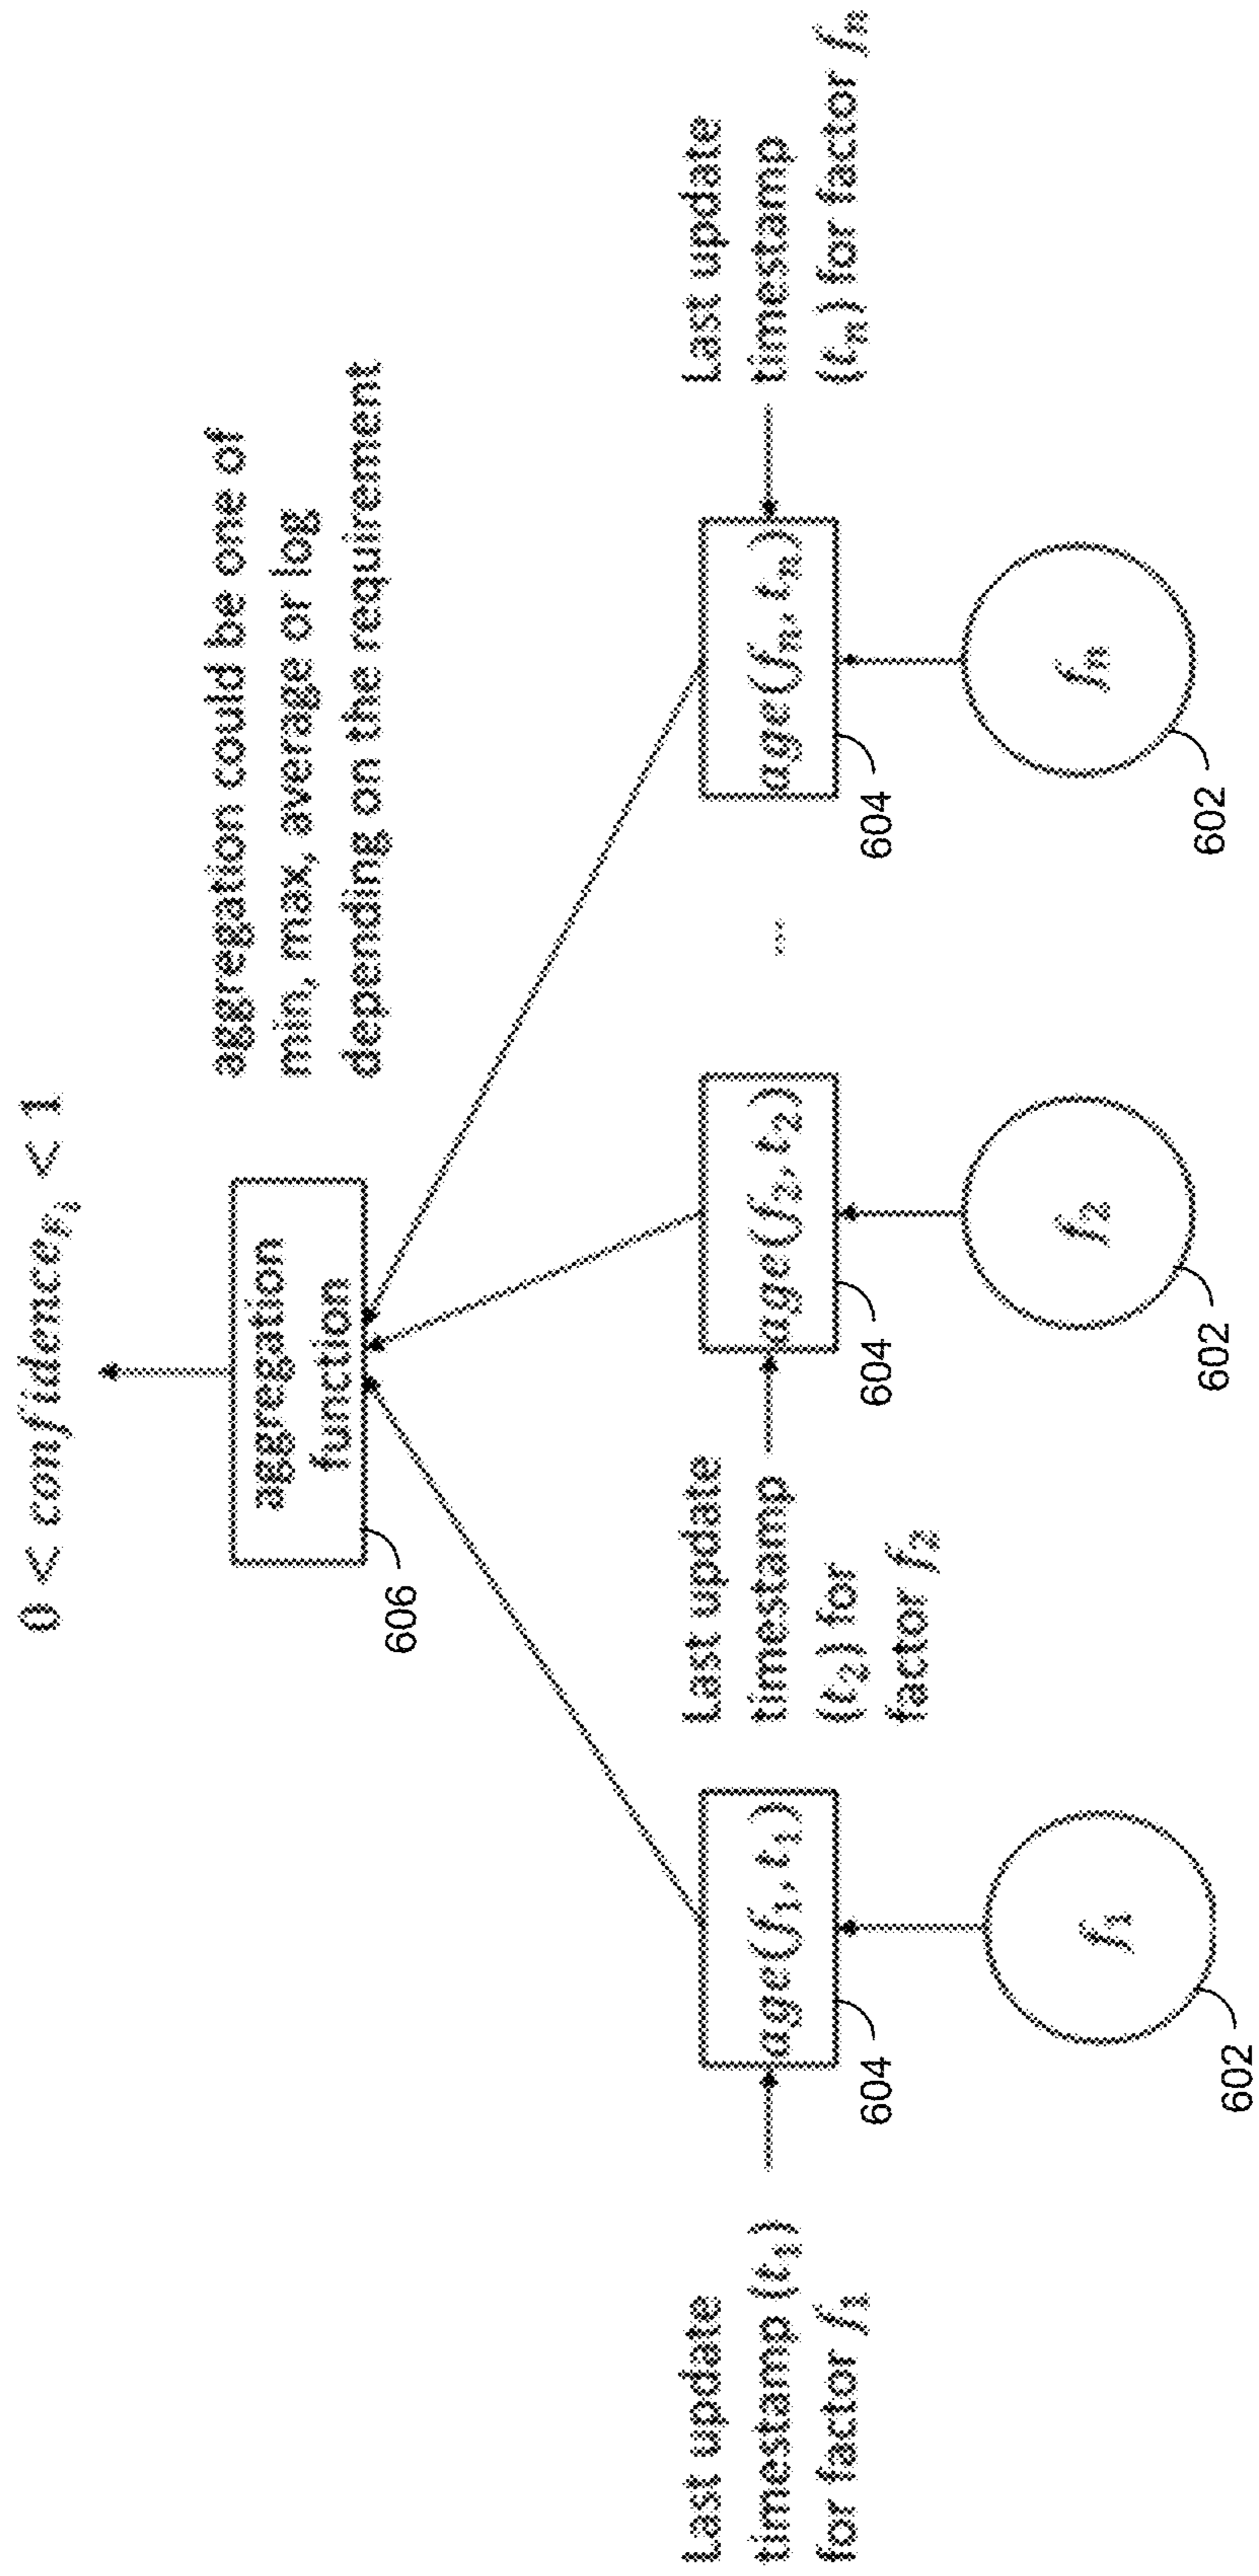 0 < confidence_{F_i} < 1
aggregation
function
606
aggregation could be one of
min, max, average or log
depending on the requirement
Last update
timestamp (t_1)
for factor f_1
age(f_1, t_1)
604
f_1
602
Last update
timestamp
(t_2) for
factor f_2
age(f_2, t_2)
604
f_2
602
...
age(f_n, t_n)
604
f_n
602
Last update
timestamp
(t_n) for factor f_n